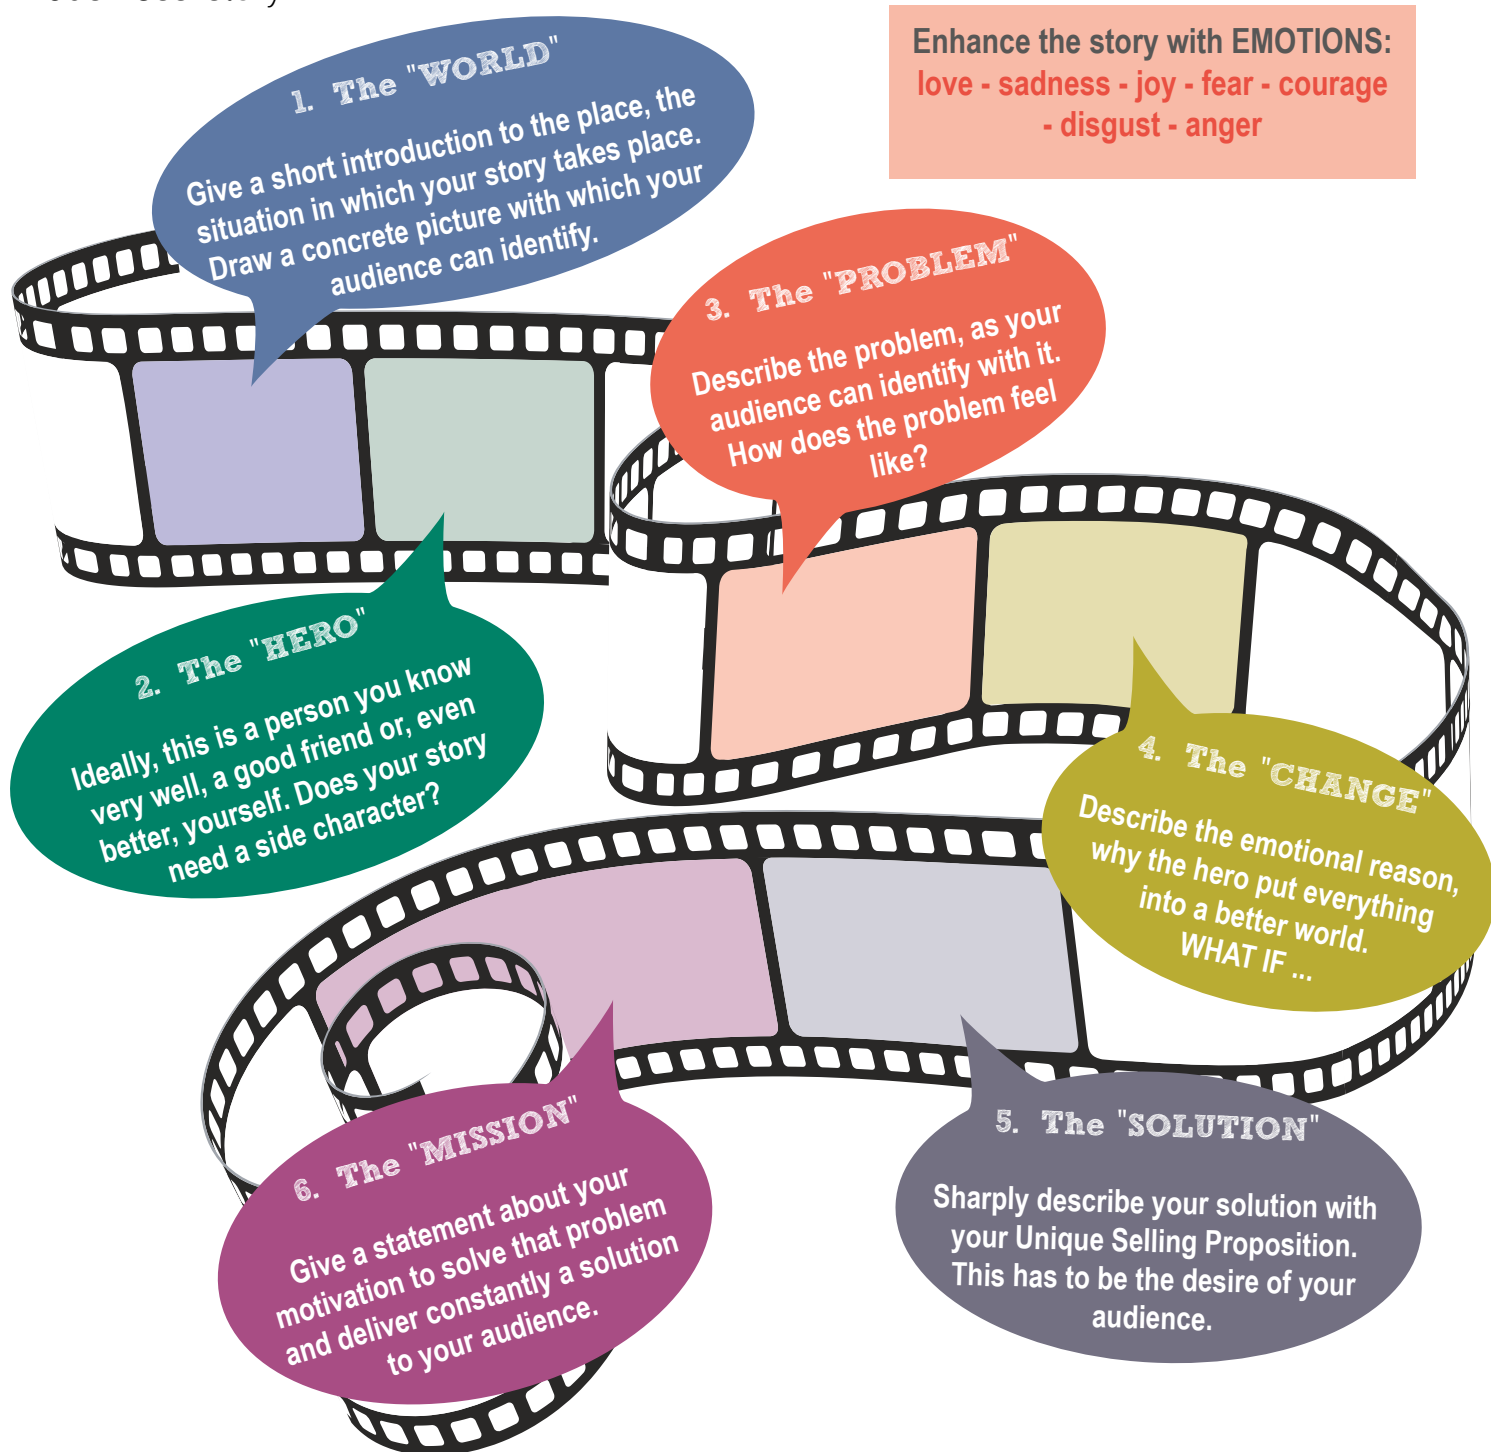 1. The "WORLD"
Give a short introduction to the place, the
situation in which your story takes place.
Draw a concrete picture with which your
audience can identify.
Enhance the story with EMOTIONS:
love - sadness - joy - fear - courage
- disgust - anger
2. The "HERO"
Ideally, this is a person you know
very well, a good friend or, even
better, yourself. Does your story
need a side character?
3. The "PROBLEM"
Describe the problem, as your
audience can identify with it.
How does the problem feel
like?
4. The "CHANGE"
Describe the emotional reason,
why the hero put everything
into a better world.
WHAT IF ...
5. The "SOLUTION"
Sharply describe your solution with
your Unique Selling Proposition.
This has to be the desire of your
audience.
6. The "MISSION"
Give a statement about your
motivation to solve that problem
and deliver constantly a solution
to your audience.